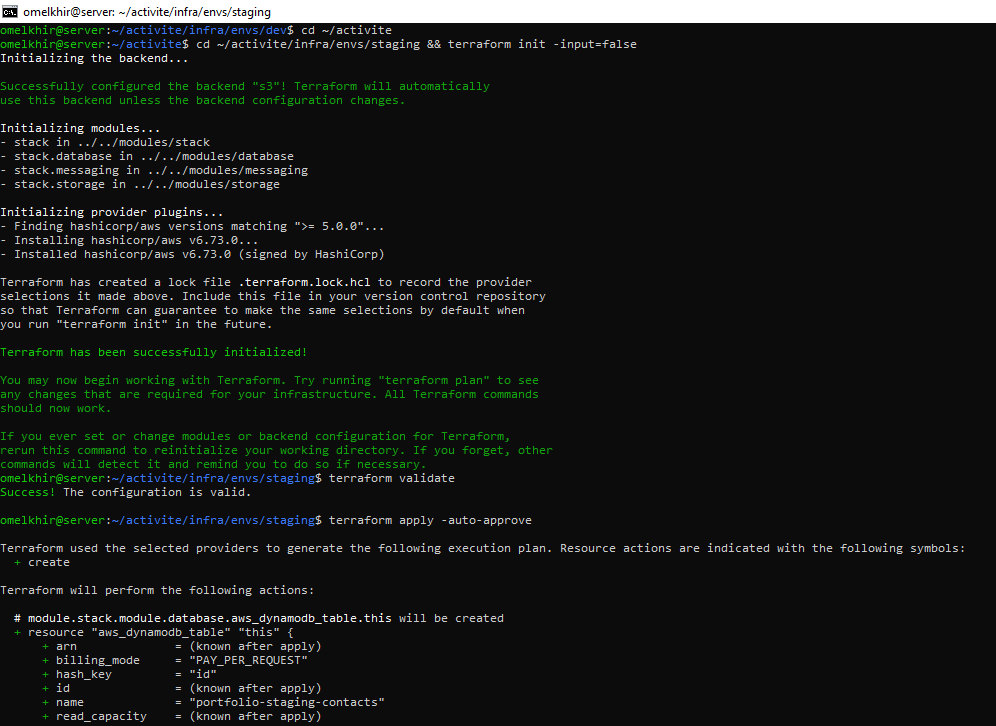 omelkhir@server: ~/activite/infra/envs/staging
omelkhir@server:~/activite/infra/envs/dev$ cd ~/activite
omelkhir@server:~/activite$ cd ~/activite/infra/envs/staging && terraform init -input=false
Initializing the backend...
Successfully configured the backend "s3"! Terraform will automatically
use this backend unless the backend configuration changes.
Initializing modules...
- stack in ../../modules/stack
- stack.database in ../../modules/database
- stack.messaging in ../../modules/messaging
- stack.storage in ../../modules/storage
Initializing provider plugins...
- Finding hashicorp/aws versions matching ">= 5.0.0"...
- Installing hashicorp/aws v6.73.0...
- Installed hashicorp/aws v6.73.0 (signed by HashiCorp)
Terraform has created a lock file .terraform.lock.hcl to record the provider
selections it made above. Include this file in your version control repository
so that Terraform can guarantee to make the same selections by default when
you run "terraform init" in the future.
Terraform has been successfully initialized!
You may now begin working with Terraform. Try running "terraform plan" to see
any changes that are required for your infrastructure. All Terraform commands
should now work.
If you ever set or change modules or backend configuration for Terraform,
rerun this command to reinitialize your working directory. If you forget, other
commands will detect it and remind you to do so if necessary.
omelkhir@server:~/activite/infra/envs/staging$ terraform validate
Success! The configuration is valid.
omelkhir@server:~/activite/infra/envs/staging$ terraform apply -auto-approve
Terraform used the selected providers to generate the following execution plan. Resource actions are indicated with the following symbols:
  + create
Terraform will perform the following actions:
  # module.stack.module.database.aws_dynamodb_table.this will be created
  + resource "aws_dynamodb_table" "this" {
      + arn              = (known after apply)
      + billing_mode     = "PAY_PER_REQUEST"
      + hash_key         = "id"
      + id               = (known after apply)
      + name             = "portfolio-staging-contacts"
      + read_capacity    = (known after apply)